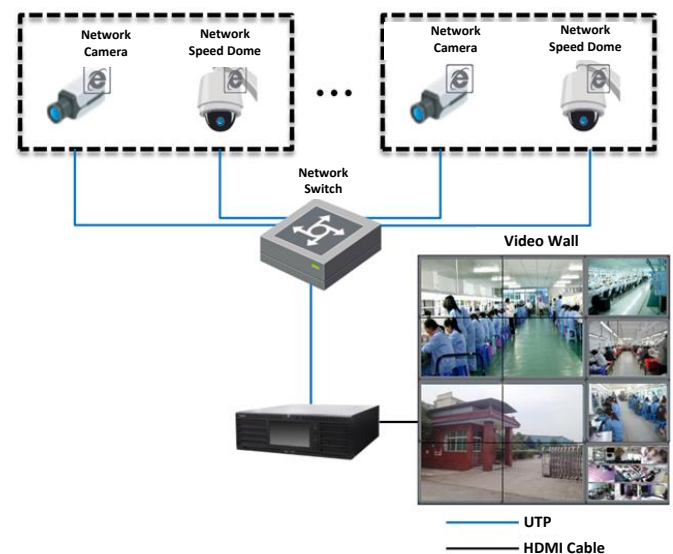 Network
Camera
Network
Speed Dome
Network
Camera
Network
Speed Dome
Network
Switch
Video Wall
UTP
HDMI Cable